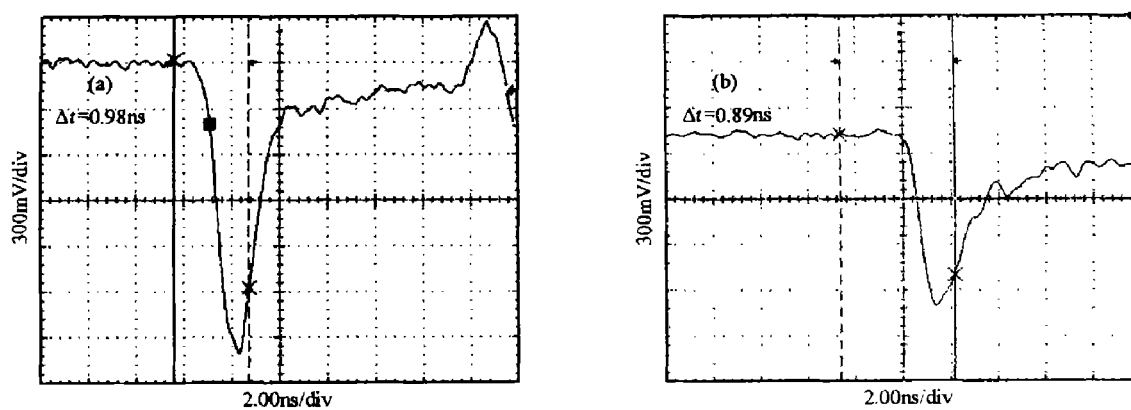 (a)
Δt=0.98ns
300mV/div
2.00ns/div
(b)
Δt=0.89ns
300mV/div
2.00ns/div